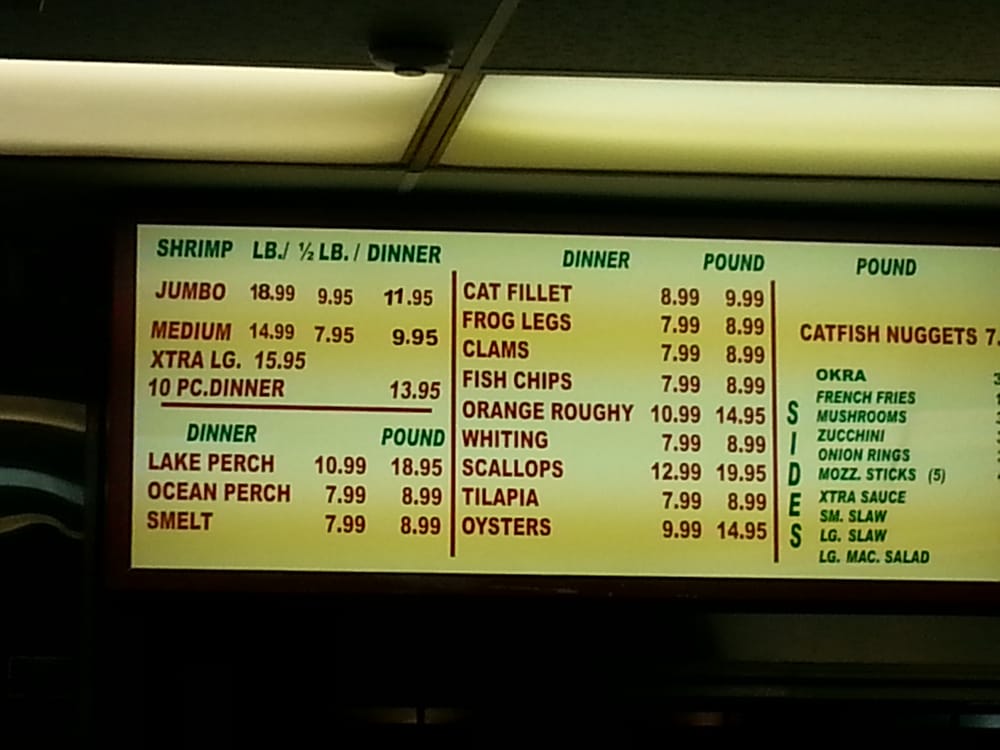 SHRIMP LB./ ½ LB. / DINNER
JUMBO 18.99 9.95 11.95
MEDIUM 14.99 7.95 9.95
XTRA LG. 15.95
10 PC.DINNER 13.95
DINNER POUND
LAKE PERCH 10.99 18.95
OCEAN PERCH 7.99 8.99
SMELT 7.99 8.99
DINNER POUND
CAT FILLET 8.99 9.99
FROG LEGS 7.99 8.99
CLAMS 7.99 8.99
FISH CHIPS 7.99 8.99
ORANGE ROUGHY 10.99 14.95
WHITING 7.99 8.99
SCALLOPS 12.99 19.95
TILAPIA 7.99 8.99
OYSTERS 9.99 14.95
POUND
CATFISH NUGGETS 7.
SIDES
OKRA
FRENCH FRIES
MUSHROOMS
ZUCCHINI
ONION RINGS
MOZZ. STICKS (5)
XTRA SAUCE
SM. SLAW
LG. SLAW
LG. MAC. SALAD